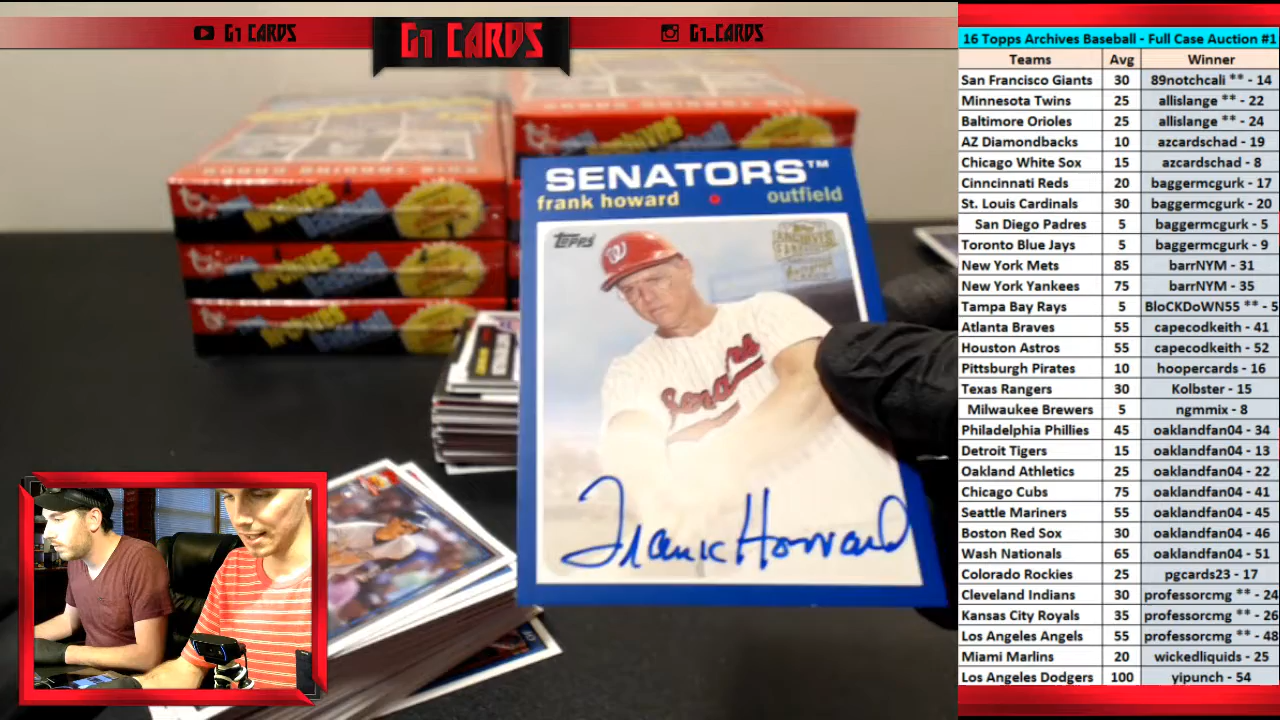 G1 CARDS
G1 CARDS
G1_CARDS
SENATORS™
frank howard outfield
Topps
Frank Howard
16 Topps Archives Baseball - Full Case Auction #1
Teams Avg Winner
San Francisco Giants 30 89notchcali ** - 14
Minnesota Twins 25 allislange ** - 22
Baltimore Orioles 25 allislange ** - 24
AZ Diamondbacks 10 azcardschad - 19
Chicago White Sox 15 azcardschad - 8
Cinncinnati Reds 20 baggermcgurk - 17
St. Louis Cardinals 30 baggermcgurk - 20
San Diego Padres 5 baggermcgurk - 5
Toronto Blue Jays 5 baggermcgurk - 9
New York Mets 85 barrNYM - 31
New York Yankees 75 barrNYM - 35
Tampa Bay Rays 5 BloCKDoWN55 ** - 5
Atlanta Braves 55 capecodkeith - 41
Houston Astros 55 capecodkeith - 52
Pittsburgh Pirates 10 hoopercards - 16
Texas Rangers 30 Kolbster - 15
Milwaukee Brewers 5 ngmmix - 8
Philadelphia Phillies 45 oaklandfan04 - 34
Detroit Tigers 15 oaklandfan04 - 13
Oakland Athletics 25 oaklandfan04 - 22
Chicago Cubs 75 oaklandfan04 - 41
Seattle Mariners 55 oaklandfan04 - 45
Boston Red Sox 30 oaklandfan04 - 46
Wash Nationals 65 oaklandfan04 - 51
Colorado Rockies 25 pgcards23 - 17
Cleveland Indians 30 professorcmg ** - 24
Kansas City Royals 35 professorcmg ** - 26
Los Angeles Angels 55 professorcmg ** - 48
Miami Marlins 20 wickedliquids - 25
Los Angeles Dodgers 100 yipunch - 54